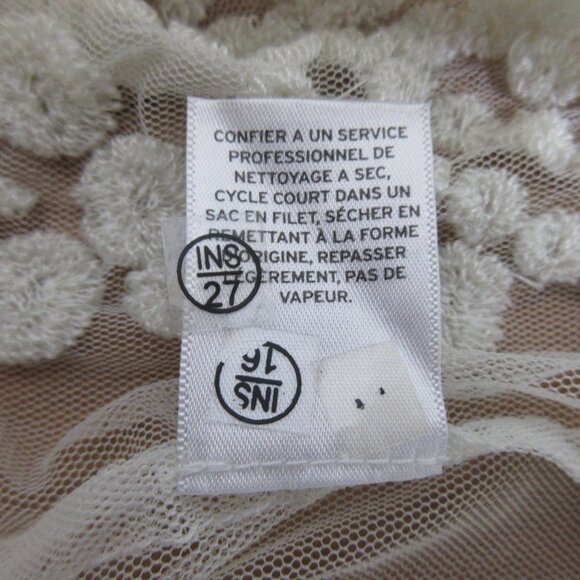 CONFIER A UN SERVICE
PROFESSIONNEL DE
NETTOYAGE A SEC,
CYCLE COURT DANS UN
SAC EN FILET, SÉCHER EN
REMETTANT À LA FORME
D'ORIGINE, REPASSER
LÉGEREMENT, PAS DE
VAPEUR.
INS
27
INS
16